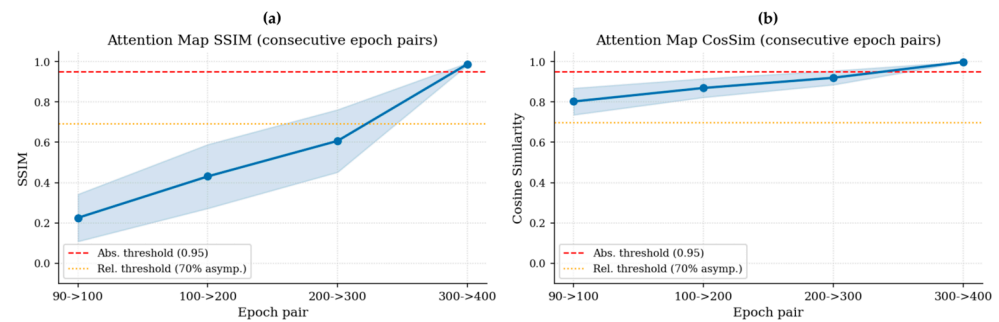 (a)
Attention Map SSIM (consecutive epoch pairs)
1.0
0.8
0.6
0.4
0.2
0.0
SSIM
Abs. threshold (0.95)
Rel. threshold (70% asymp.)
90->100 100->200 200->300 300->400
Epoch pair
(b)
Attention Map CosSim (consecutive epoch pairs)
1.0
0.8
0.6
0.4
0.2
0.0
Cosine Similarity
Abs. threshold (0.95)
Rel. threshold (70% asymp.)
90->100 100->200 200->300 300->400
Epoch pair